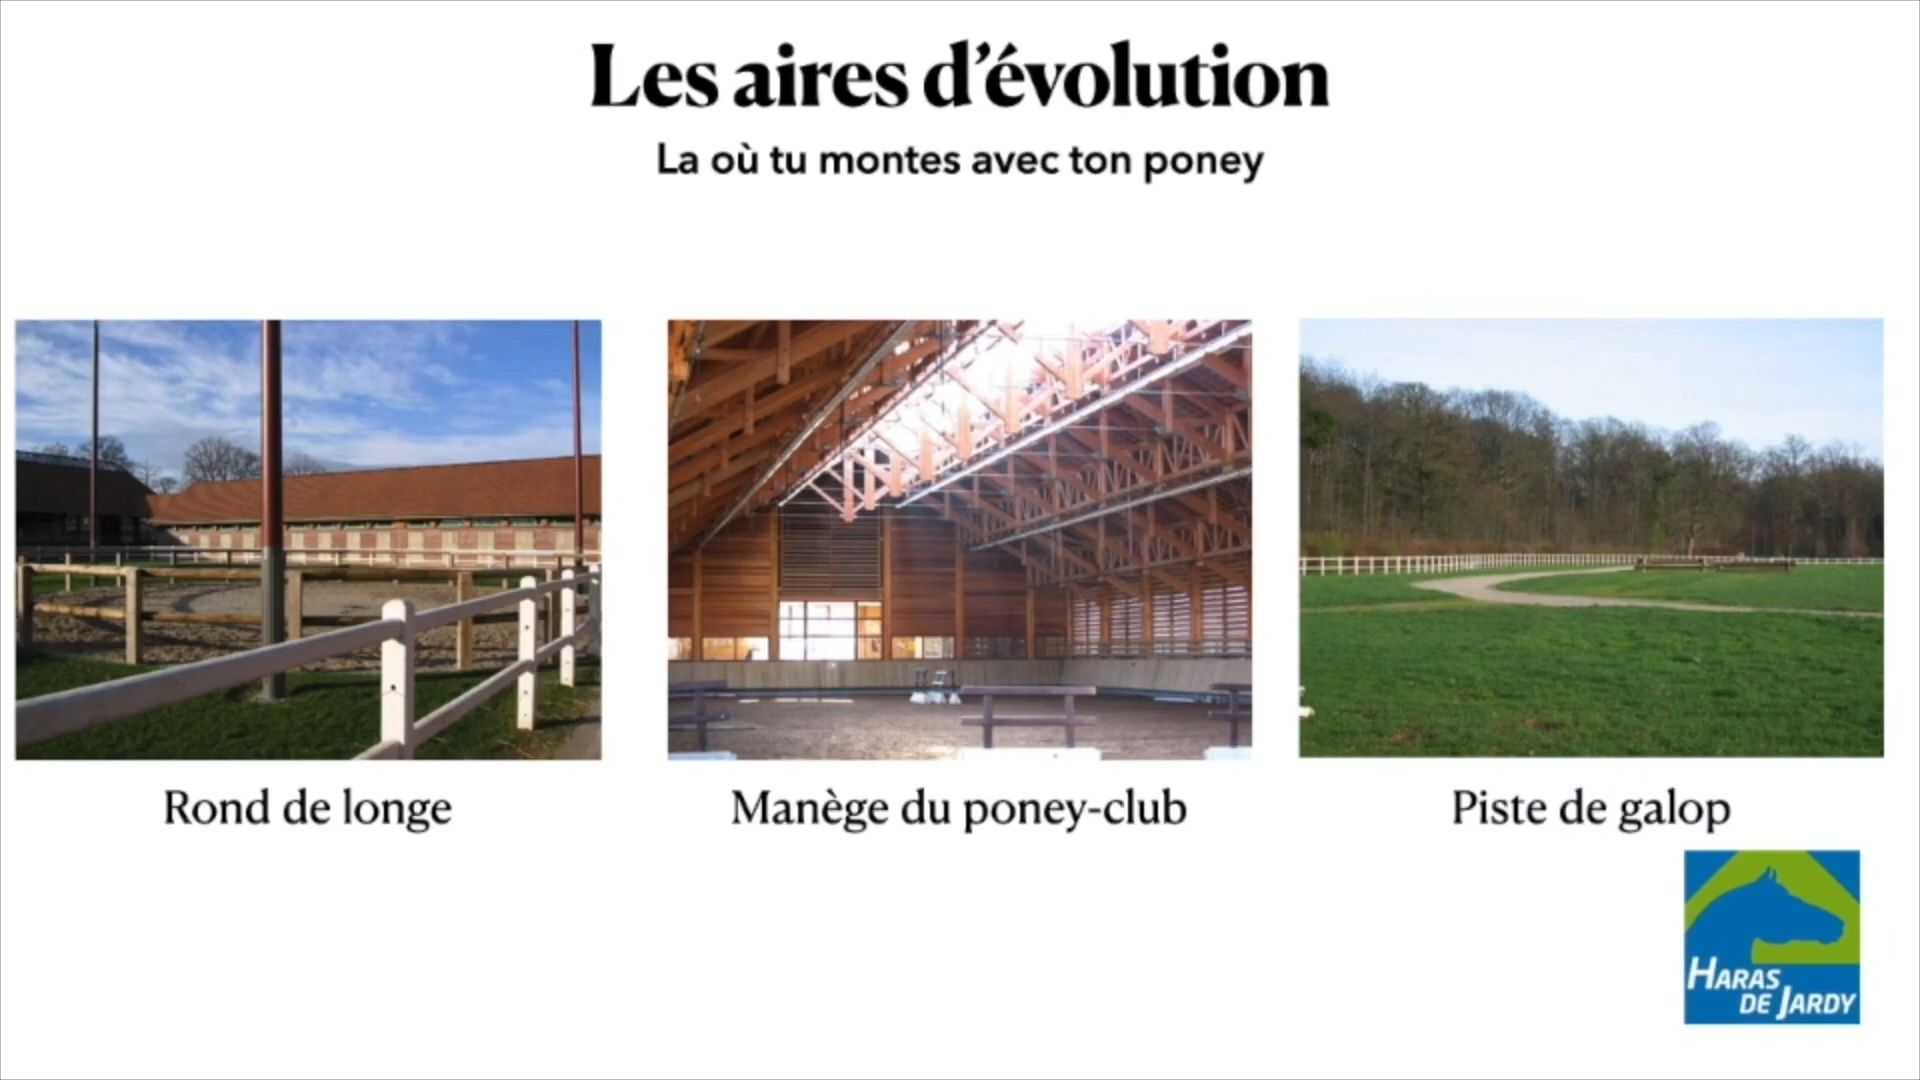 Les aires d'évolution
La où tu montes avec ton poney
Rond de longe
Manège du poney-club
Piste de galop
HARAS
DE JARDY